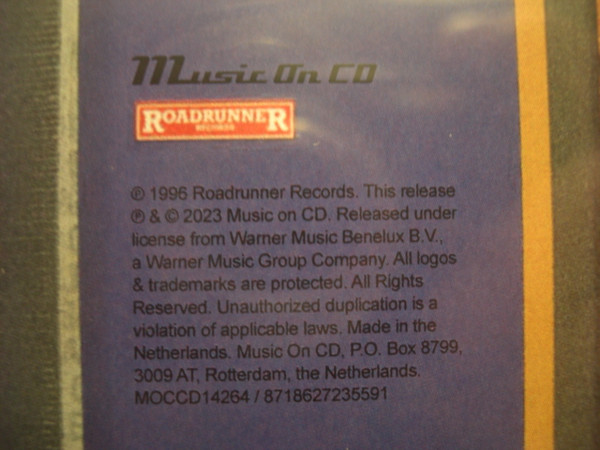 Music On CD
ROADRUNNER
RECORDS
℗ 1996 Roadrunner Records. This release
℗ & © 2023 Music on CD. Released under
license from Warner Music Benelux B.V.,
a Warner Music Group Company. All logos
& trademarks are protected. All Rights
Reserved. Unauthorized duplication is a
violation of applicable laws. Made in the
Netherlands. Music On CD, P.O. Box 8799,
3009 AT, Rotterdam, the Netherlands.
MOCCD14264 / 8718627235591